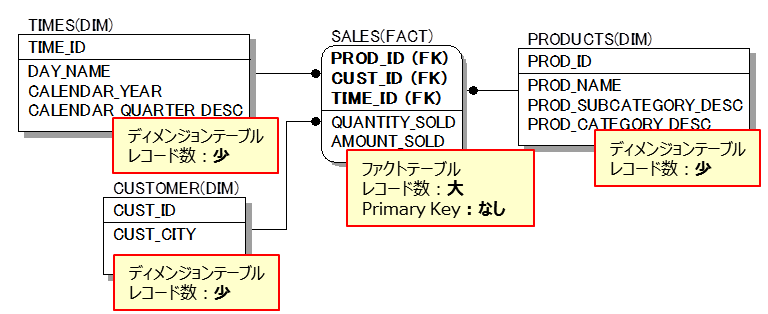 TIMES(DIM)
TIME_ID
DAY_NAME
CALENDAR_YEAR
CALENDAR_QUARTER_DESC
ディメンションテーブル
レコード数：少
SALES(FACT)
PROD_ID (FK)
CUST_ID (FK)
TIME_ID (FK)
QUANTITY_SOLD
AMOUNT_SOLD
ファクトテーブル
レコード数：大
Primary Key：なし
PRODUCTS(DIM)
PROD_ID
PROD_NAME
PROD_SUBCATEGORY_DESC
PROD_CATEGORY_DESC
ディメンションテーブル
レコード数：少
CUSTOMER(DIM)
CUST_ID
CUST_CITY
ディメンションテーブル
レコード数：少